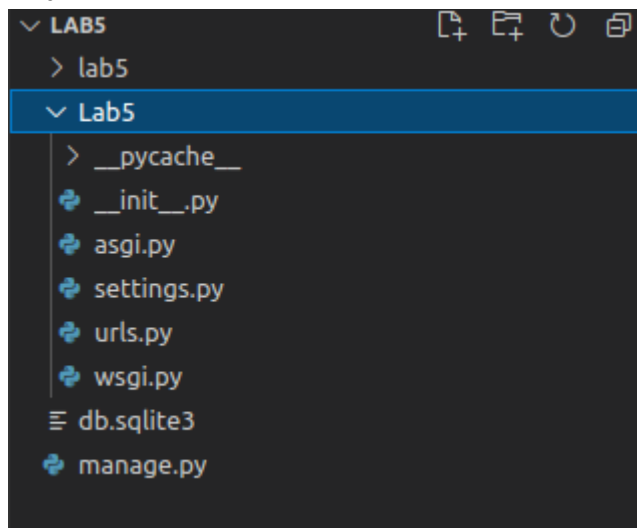 LAB5
lab5
Lab5
__pycache__
__init__.py
asgi.py
settings.py
urls.py
wsgi.py
db.sqlite3
manage.py